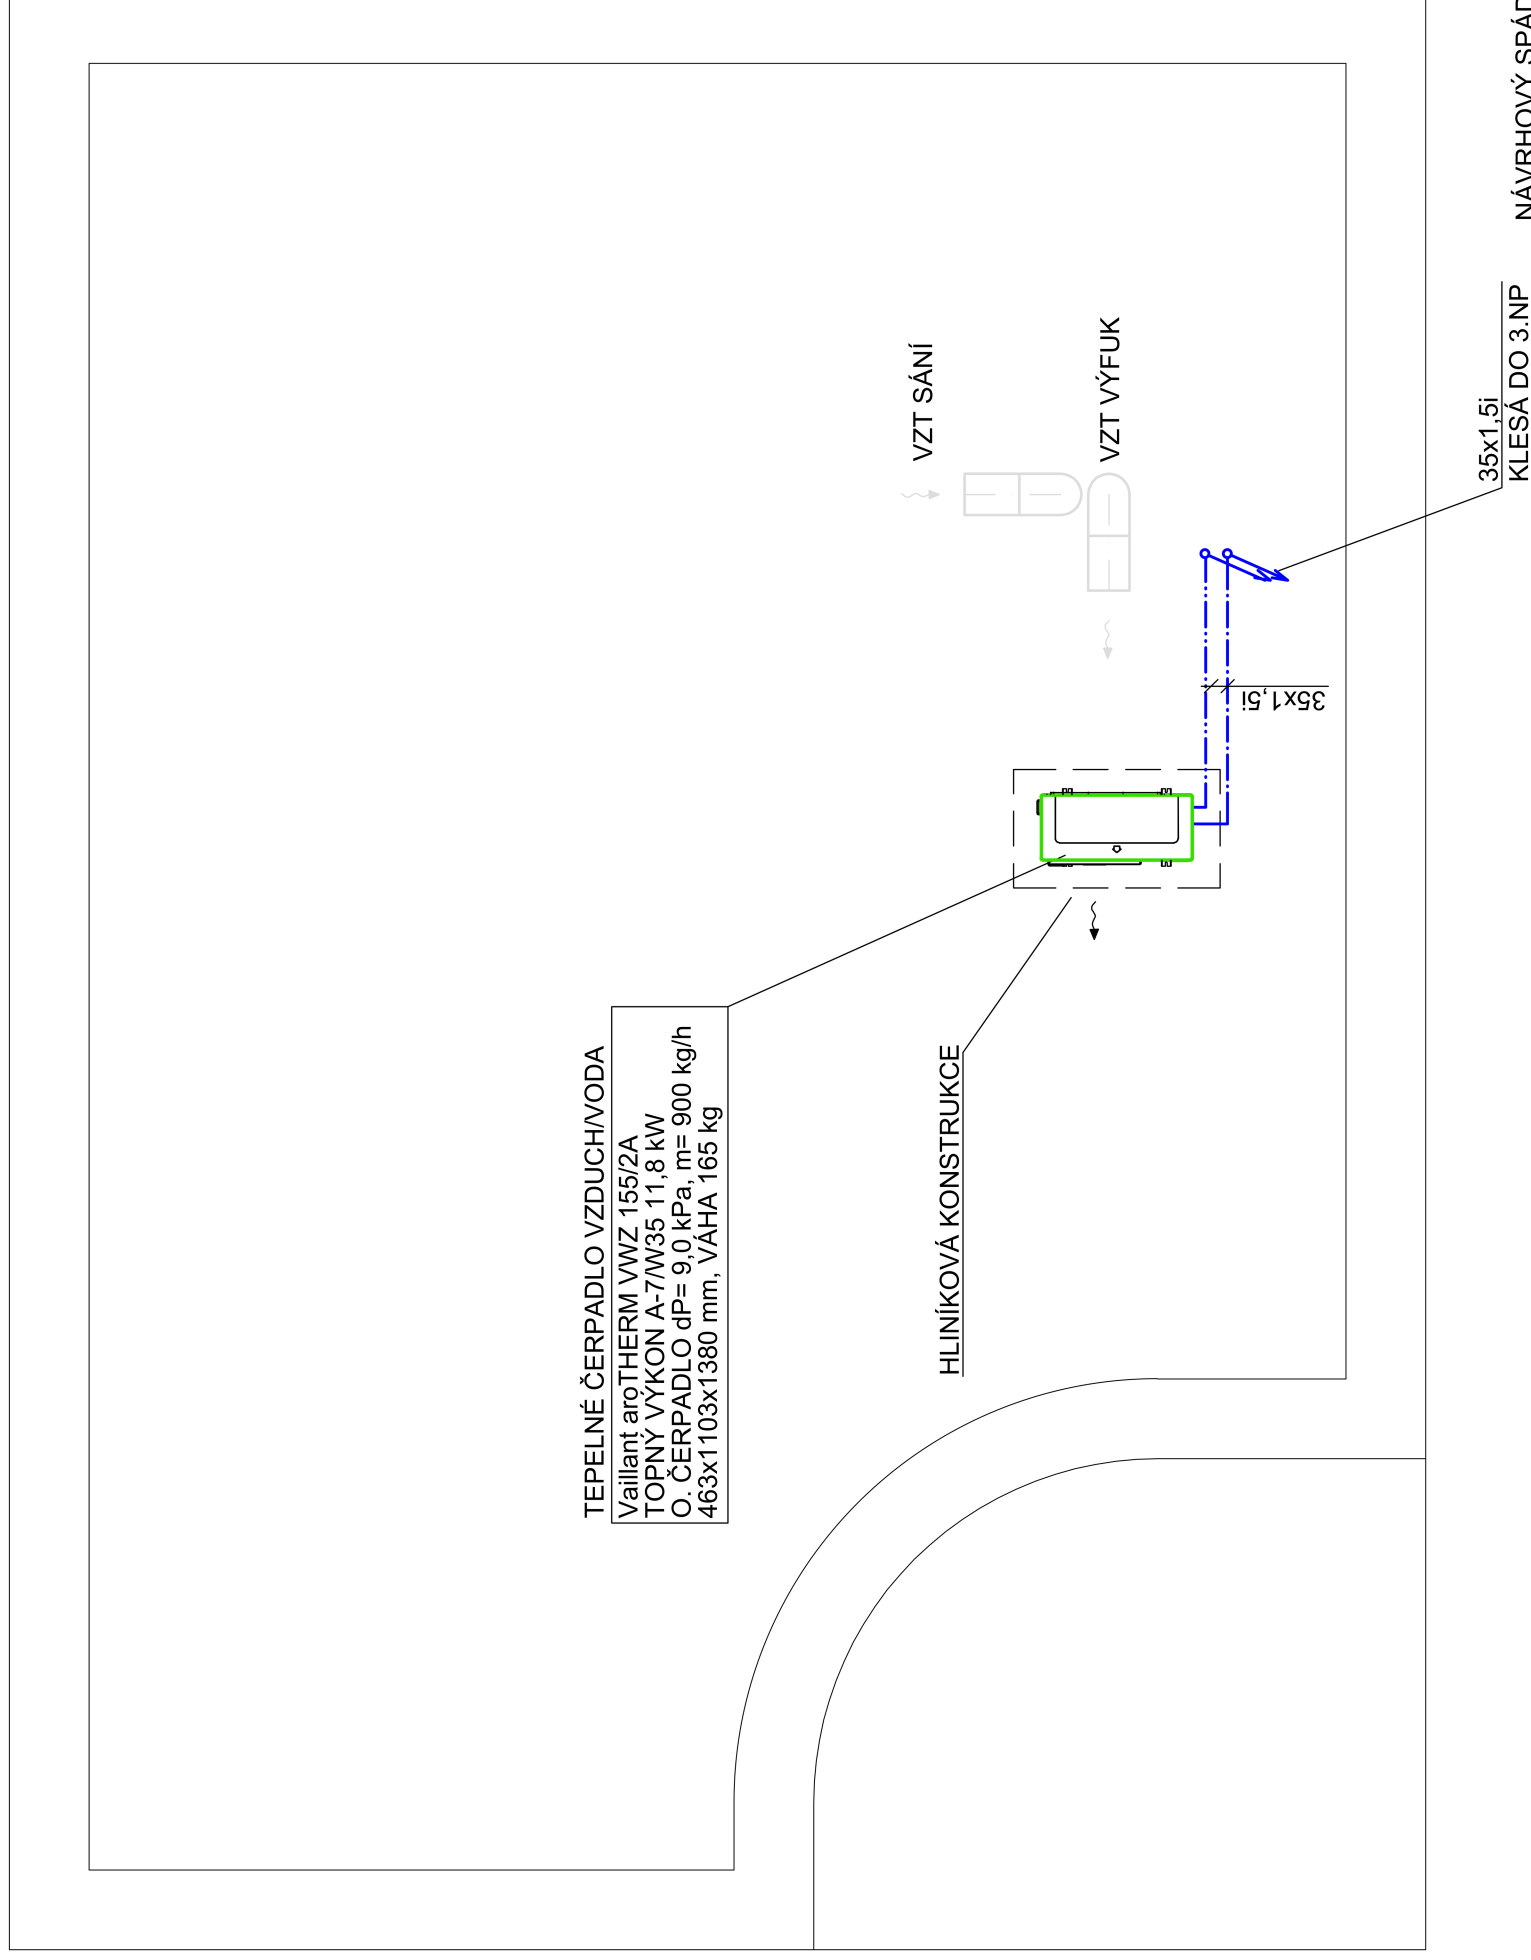 TEPELNÉ ČERPADLO VZDUCH/VODA
Vaillant aroTHERM VWZ 155/2A
TOPNÝ VÝKON A-7/W35 11,8 kW
O. ČERPADLO dP= 9,0 kPa, m= 900 kg/h
463x1103x1380 mm, VÁHA 165 kg
HLINÍKOVÁ KONSTRUKCE
VZT SÁNÍ
VZT VÝFUK
35x1,5i
35x1,5i
KLESÁ DO 3.NP
NÁVRHOVÝ SPÁD